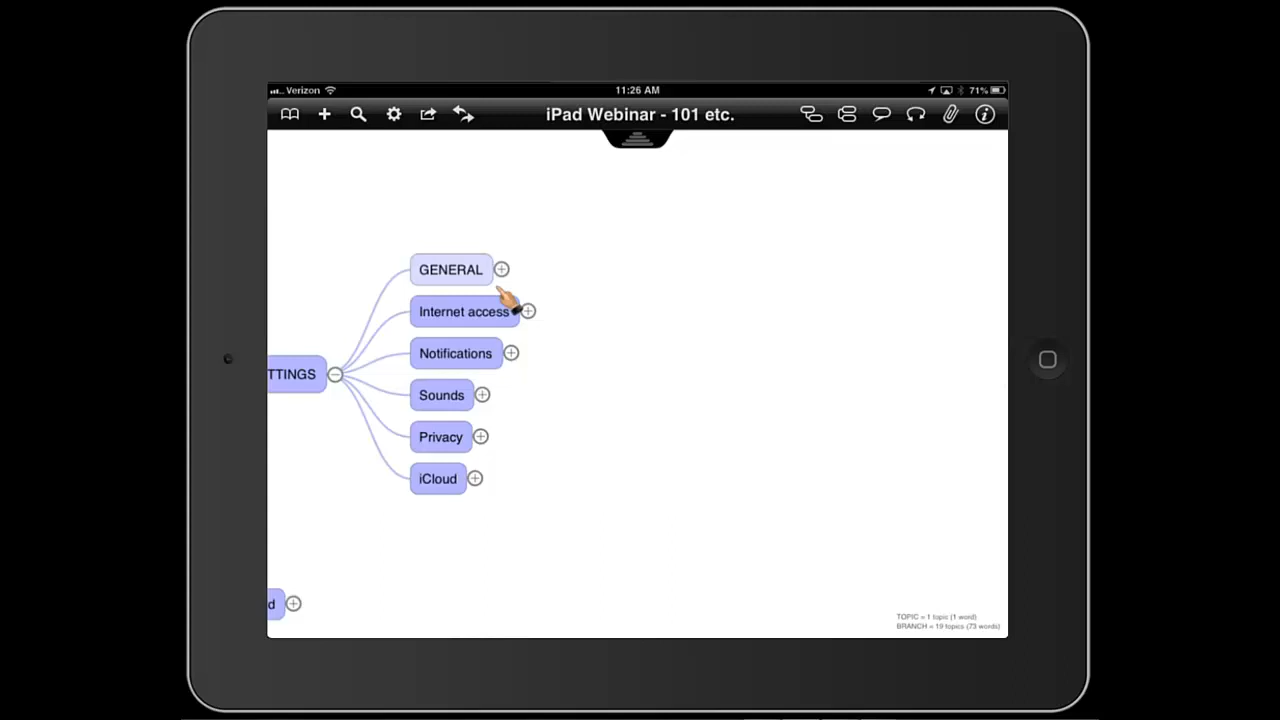 Verizon
11:26 AM
71%
iPad Webinar - 101 etc.
GENERAL
Internet access
Notifications
TTINGS
Sounds
Privacy
iCloud
d
TOPIC = 1 topic (1 word)
BRANCH = 19 topics (73 words)